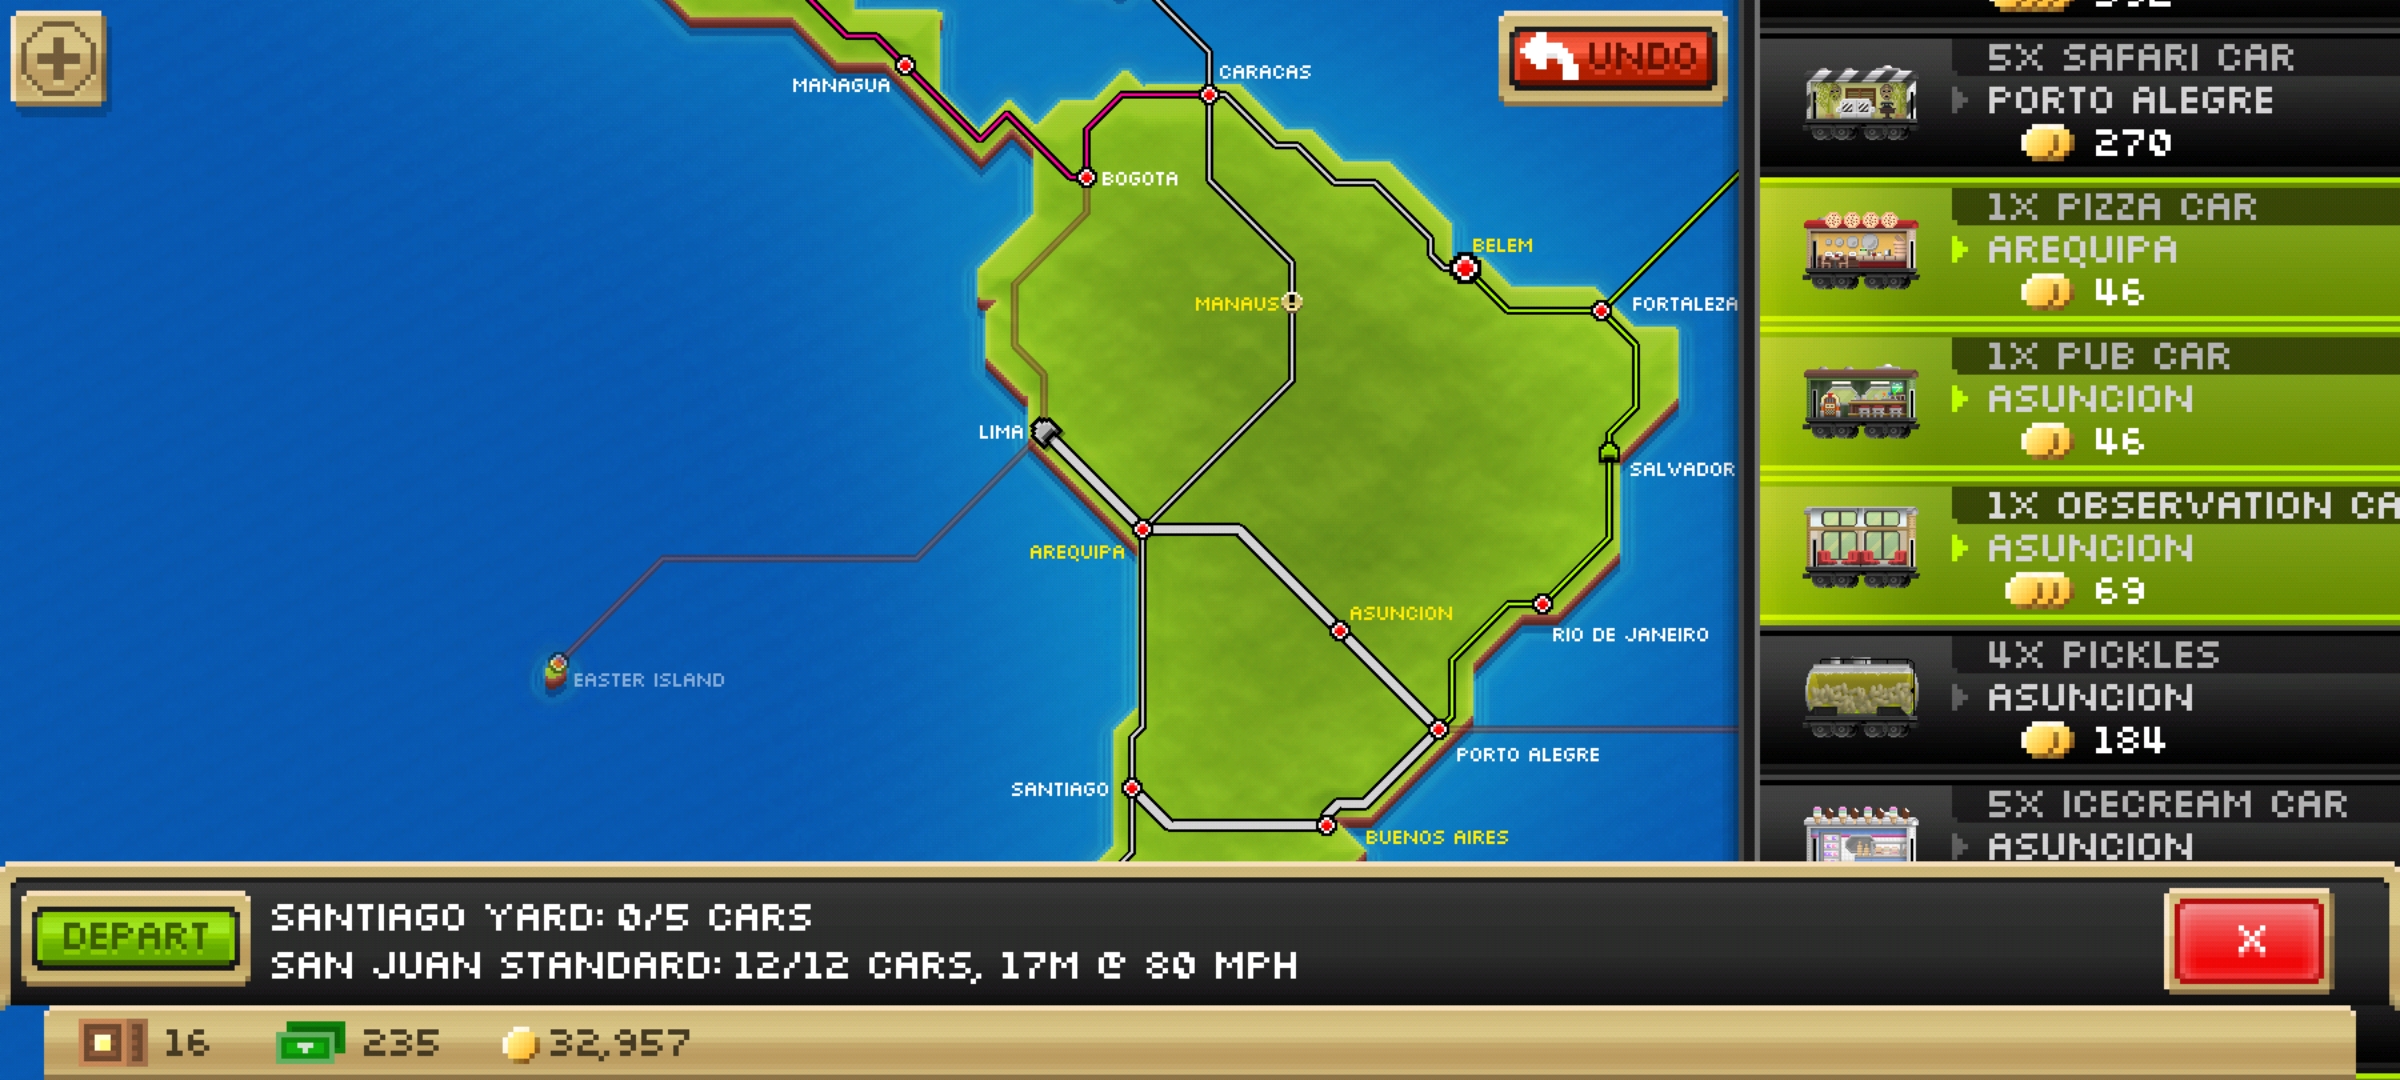 UNDO
CARACAS
MANAGUA
BOGOTA
BELEM
MANAUS
FORTALEZA
LIMA
SALVADOR
AREQUIPA
ASUNCION
RIO DE JANEIRO
EASTER ISLAND
PORTO ALEGRE
SANTIAGO
BUENOS AIRES
5X SAFARI CAR
PORTO ALEGRE
270
1X PIZZA CAR
AREQUIPA
46
1X PUB CAR
ASUNCION
46
1X OBSERVATION CA
ASUNCION
69
4X PICKLES
ASUNCION
184
5X ICECREAM CAR
ASUNCION
DEPART
SANTIAGO YARD: 0/5 CARS
SAN JUAN STANDARD: 12/12 CARS, 17M @ 80 MPH
X
16
235
32,957